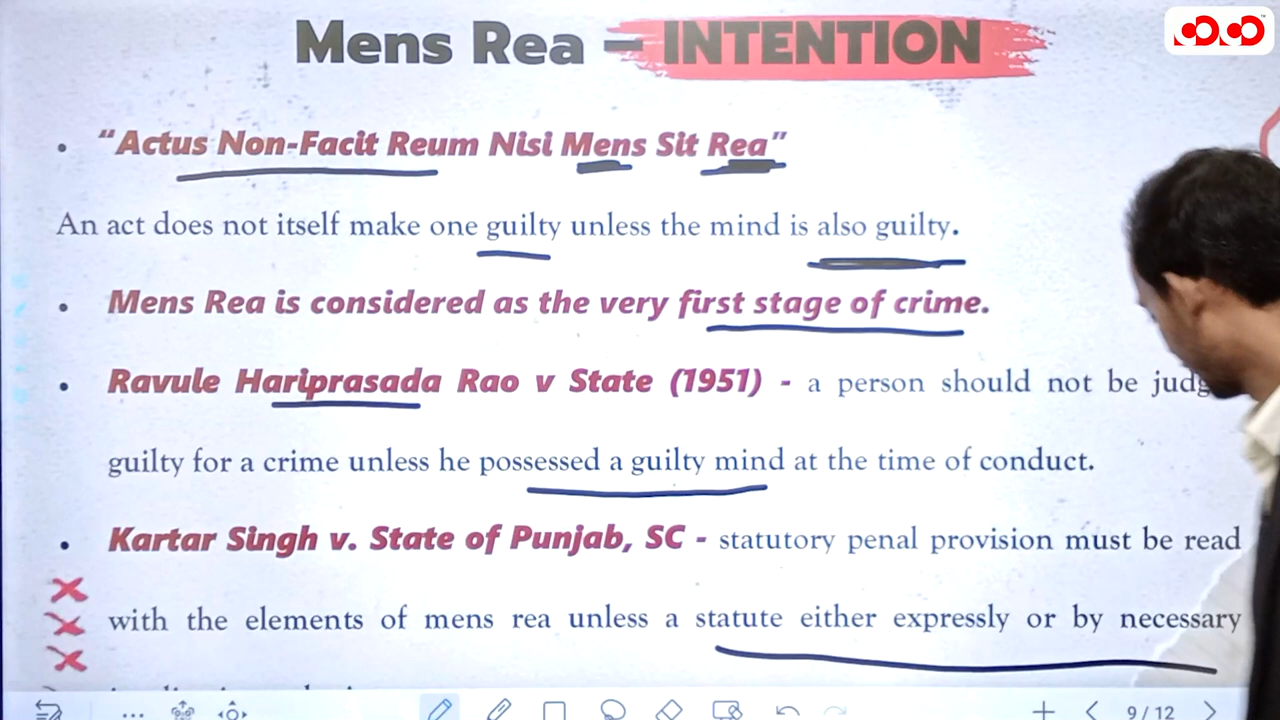 Mens Rea – INTENTION
• "Actus Non-Facit Reum Nisi Mens Sit Rea"
An act does not itself make one guilty unless the mind is also guilty.
• Mens Rea is considered as the very first stage of crime.
• Ravule Hariprasada Rao v State (1951) - a person should not be
guilty for a crime unless he possessed a guilty mind at the time of conduct.
• Kartar Singh v. State of Punjab, SC - statutory penal provision must be read
with the elements of mens rea unless a statute either expressly or by necessary
9/12